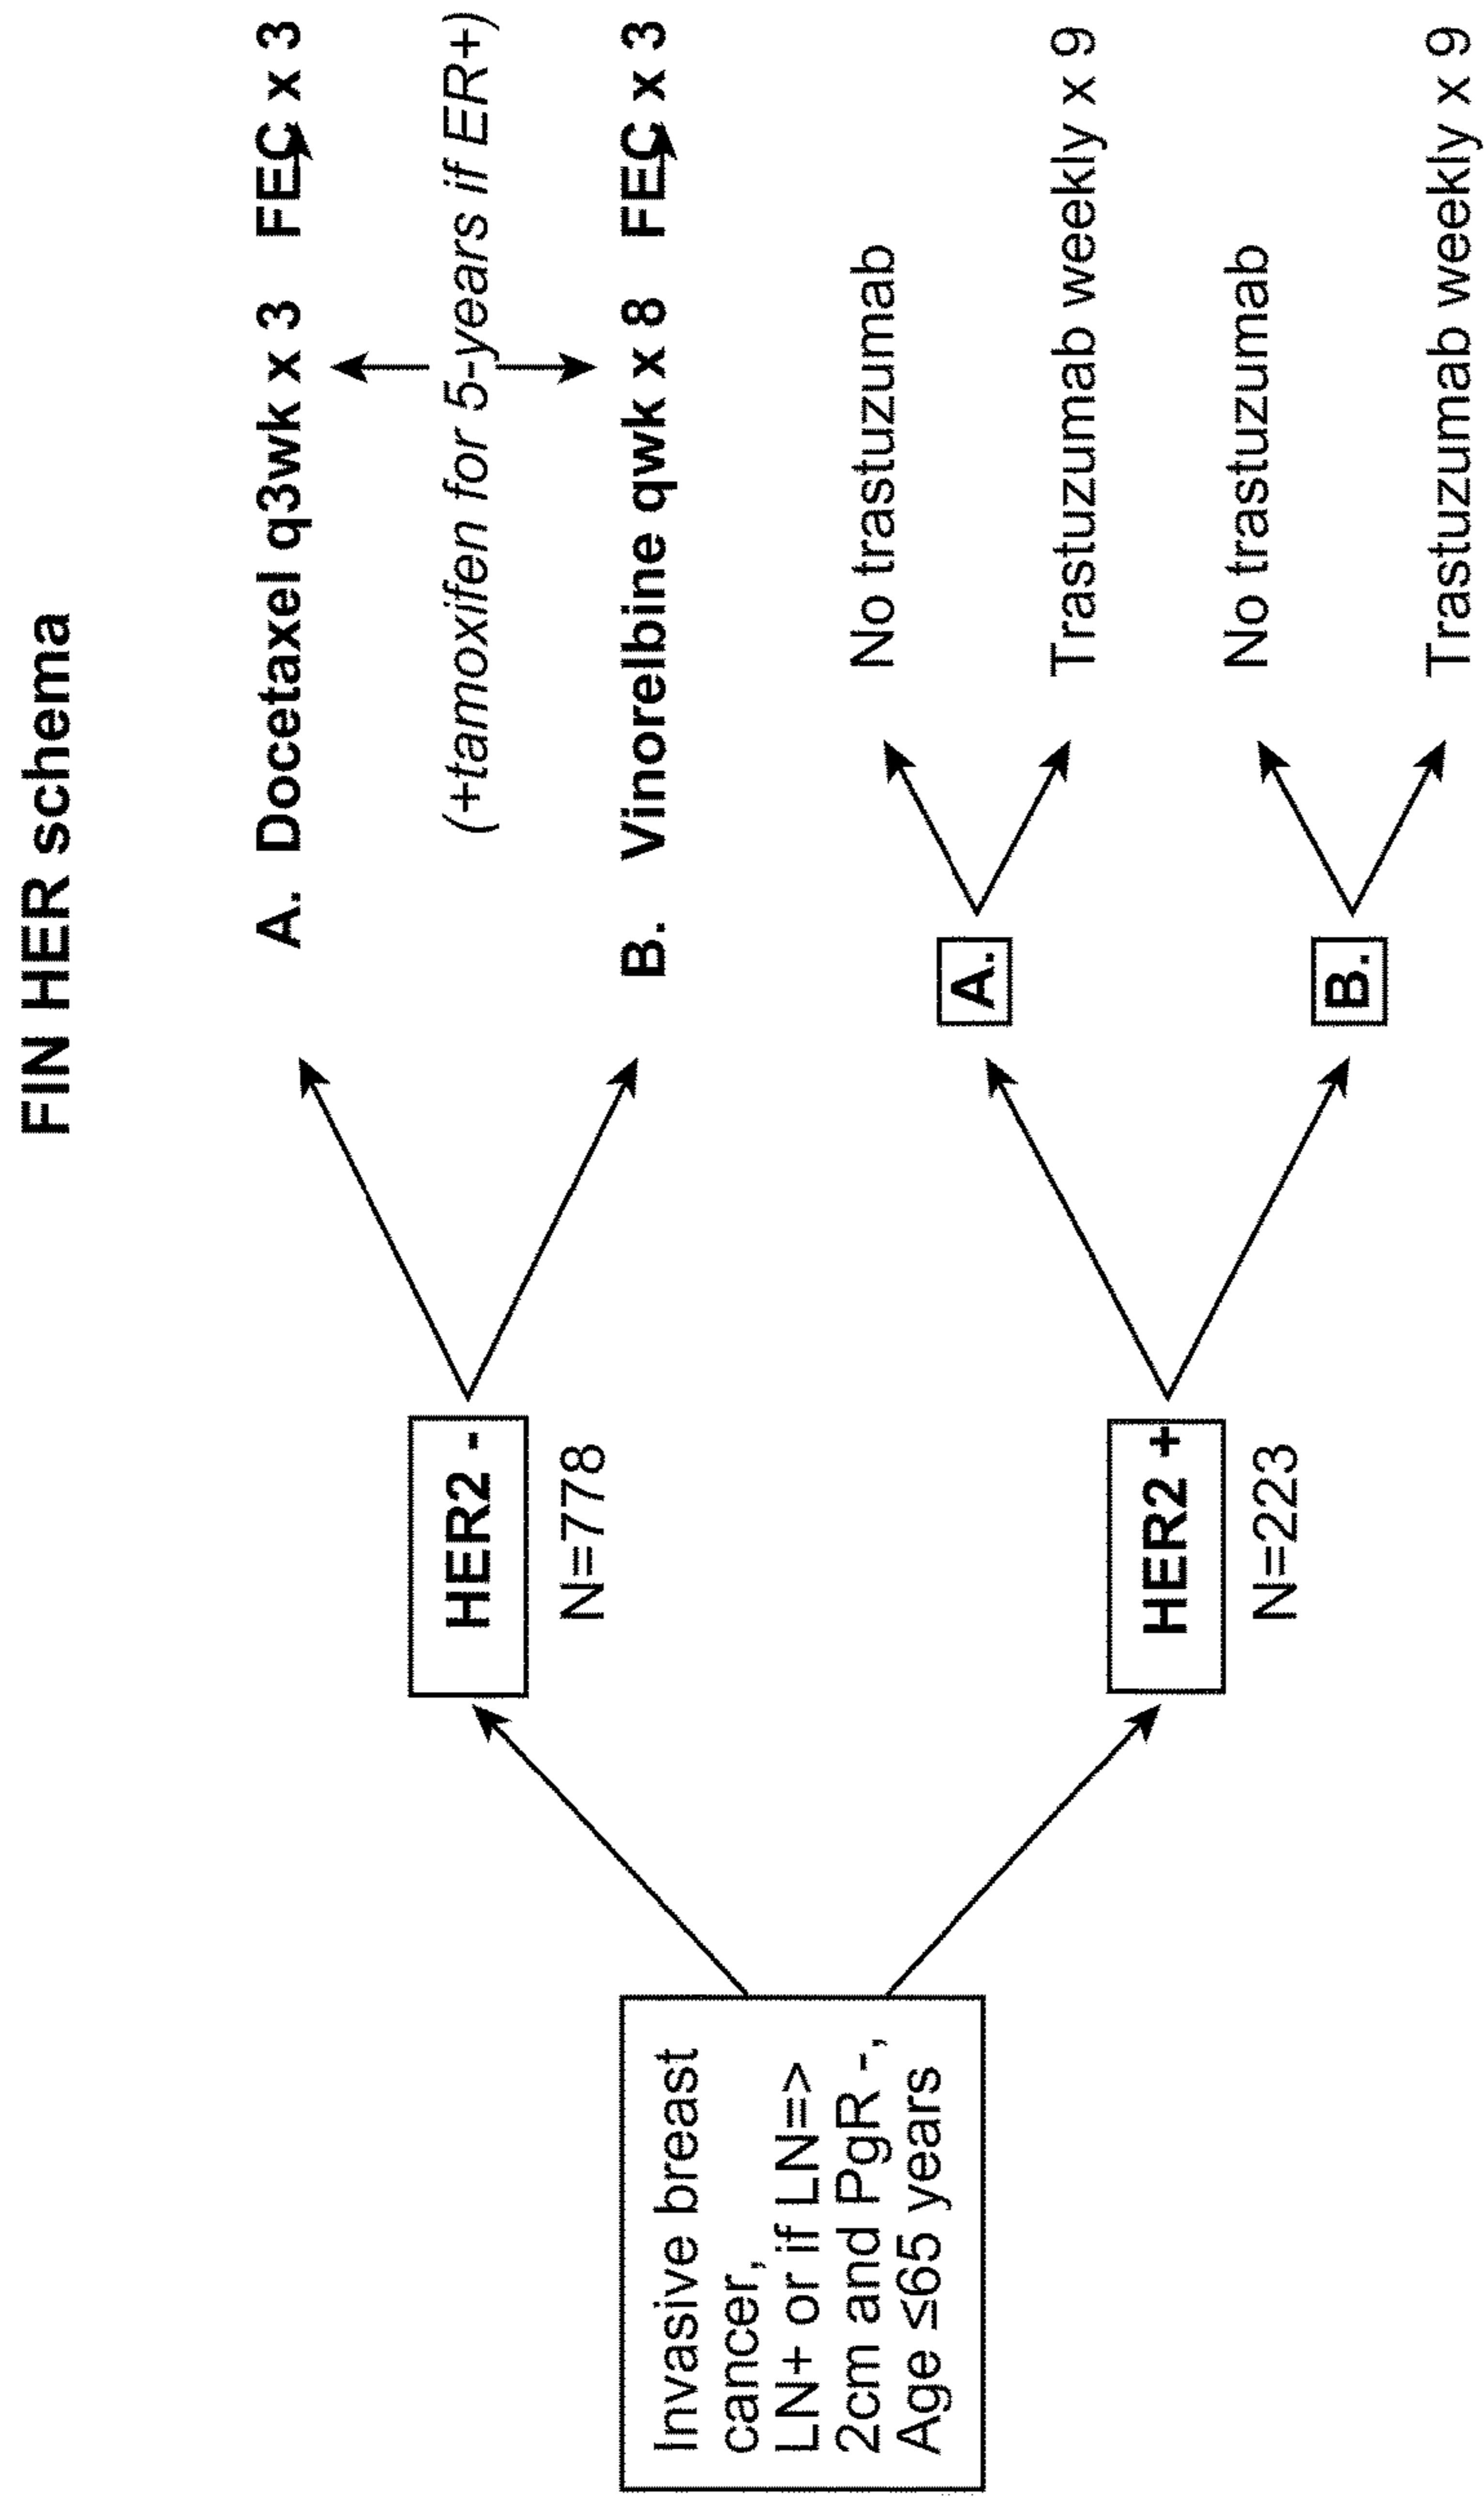 FIN HER schema
A. Docetaxel q3wk x 3 FEC x 3
(+tamoxifen for 5-years if ER+)
B. Vinorelbine qwk x 8 FEC x 3
HER2 -
N=778
Invasive breast
cancer,
LN+ or if LN=>
2cm and PgR -,
Age ≤65 years
HER2 +
N=223
A.
No trastuzumab
Trastuzumab weekly x 9
B.
No trastuzumab
Trastuzumab weekly x 9